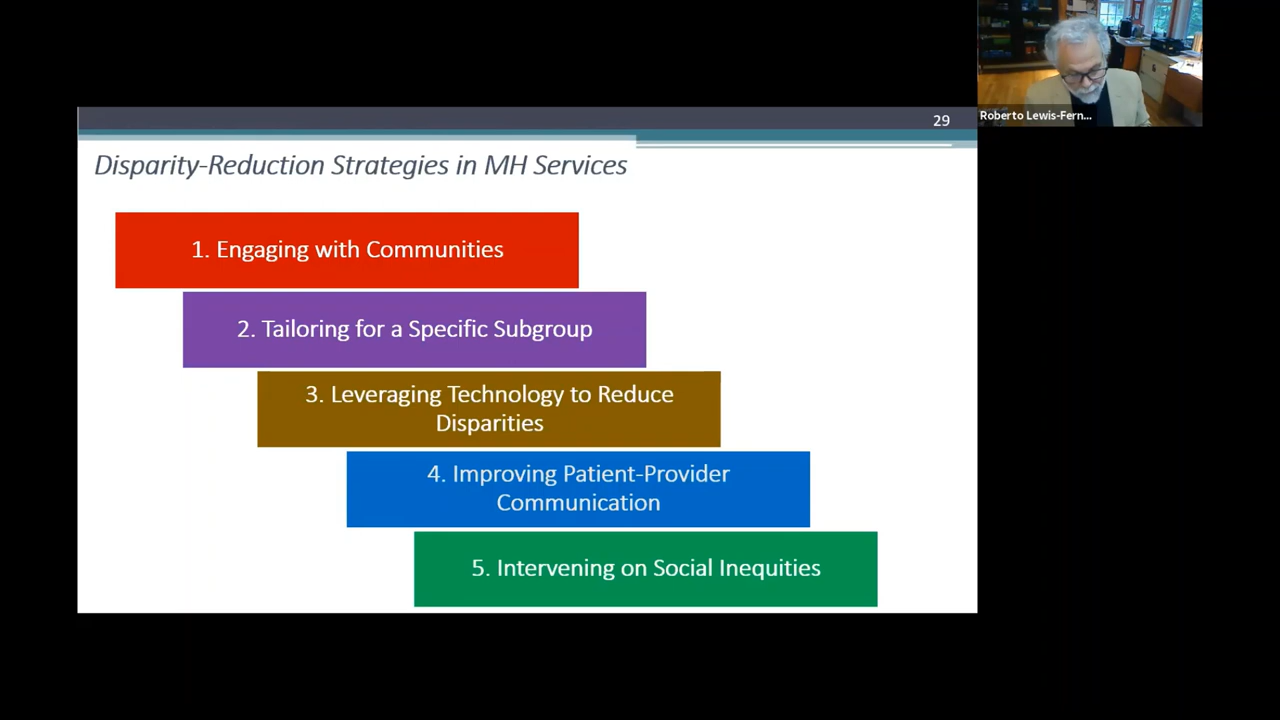 29
Roberto Lewis-Fern...
Disparity-Reduction Strategies in MH Services
1. Engaging with Communities
2. Tailoring for a Specific Subgroup
3. Leveraging Technology to Reduce
Disparities
4. Improving Patient-Provider
Communication
5. Intervening on Social Inequities